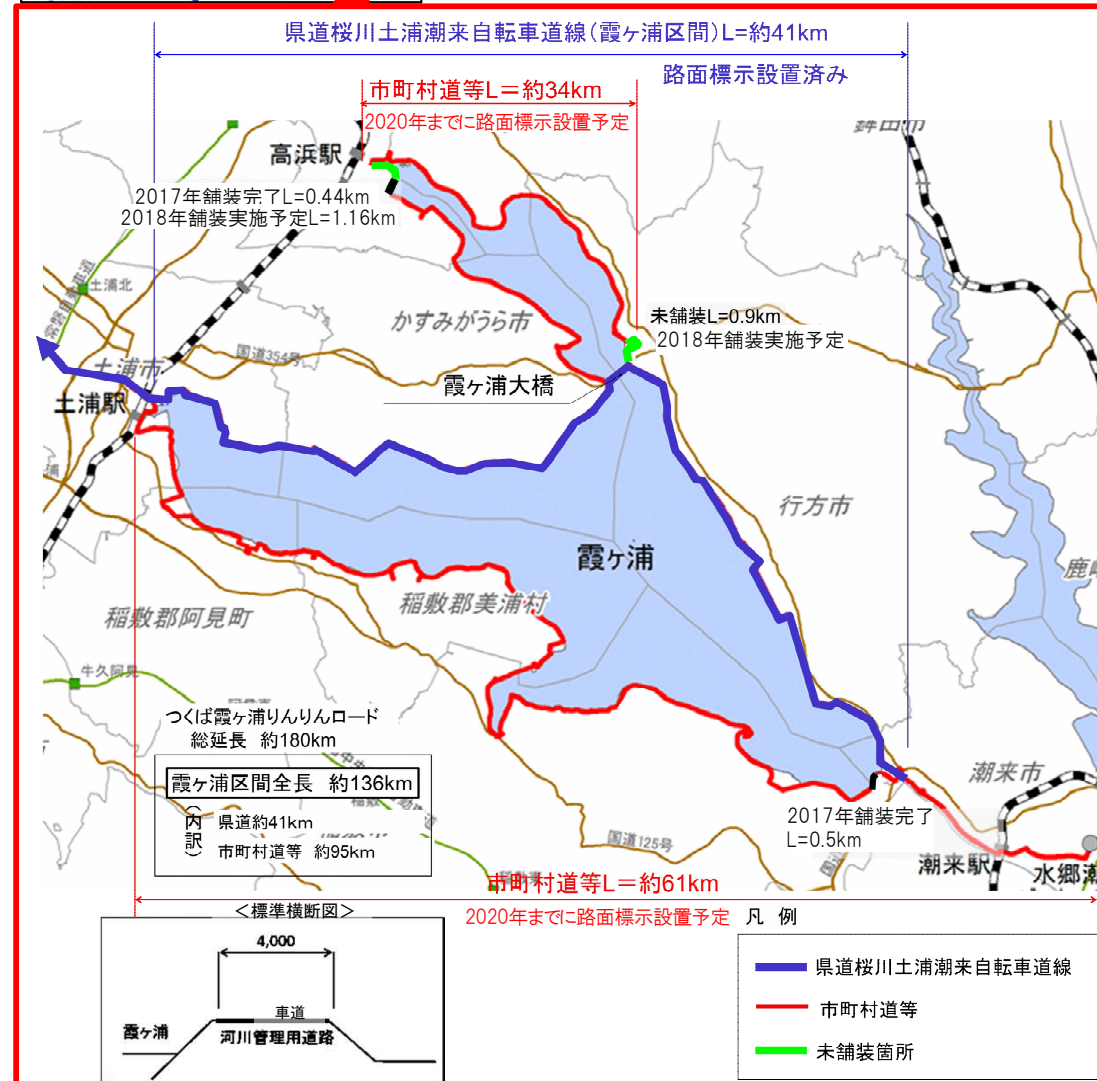 県道桜川土浦潮来自転車道線(霞ヶ浦区間)L=約41km
路面標示設置済み
市町村道等L=約34km
2020年までに路面標示設置予定
鉾田市
高浜駅
2017年舗装完了L=0.44km
2018年舗装実施予定L=1.16km
常磐自動車道
土浦北
かすみがうら市
未舗装L=0.9km
2018年舗装実施予定
国道354号
土浦市
霞ヶ浦大橋
土浦駅
行方市
霞ヶ浦
稲敷郡美浦村
稲敷郡阿見町
牛久阿見
つくば霞ヶ浦りんりんロード
総延長 約180km
霞ヶ浦区間全長 約136km
(内訳)
県道約41km
市町村道等 約95km
潮来市
2017年舗装完了
L=0.5km
国道125号
潮来駅
水郷潮
市町村道等L=約61km
2020年までに路面標示設置予定
凡 例
<標準横断図>
4,000
車道
霞ヶ浦
河川管理用道路
県道桜川土浦潮来自転車道線
市町村道等
未舗装箇所